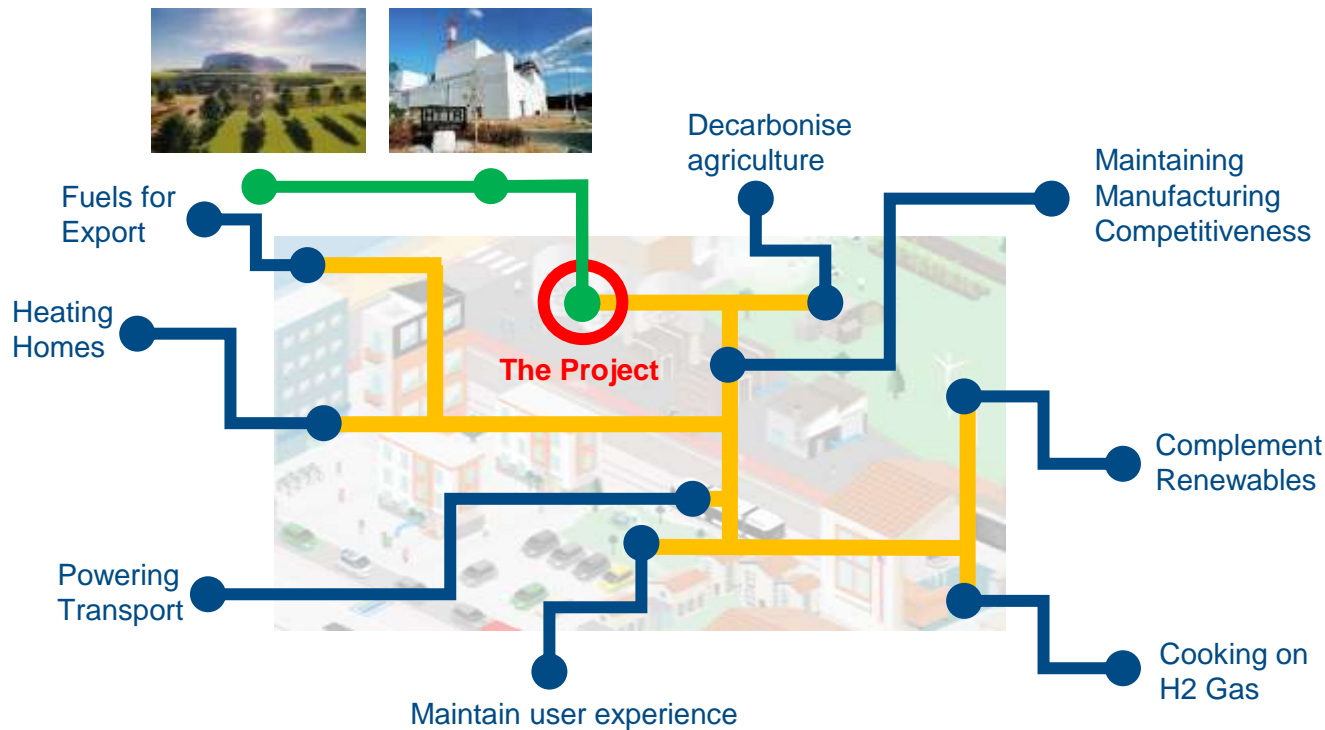 Decarbonise
agriculture
Maintaining
Manufacturing
Competitiveness
Fuels for
Export
Heating
Homes
The Project
Complement
Renewables
Powering
Transport
Cooking on
H2 Gas
Maintain user experience